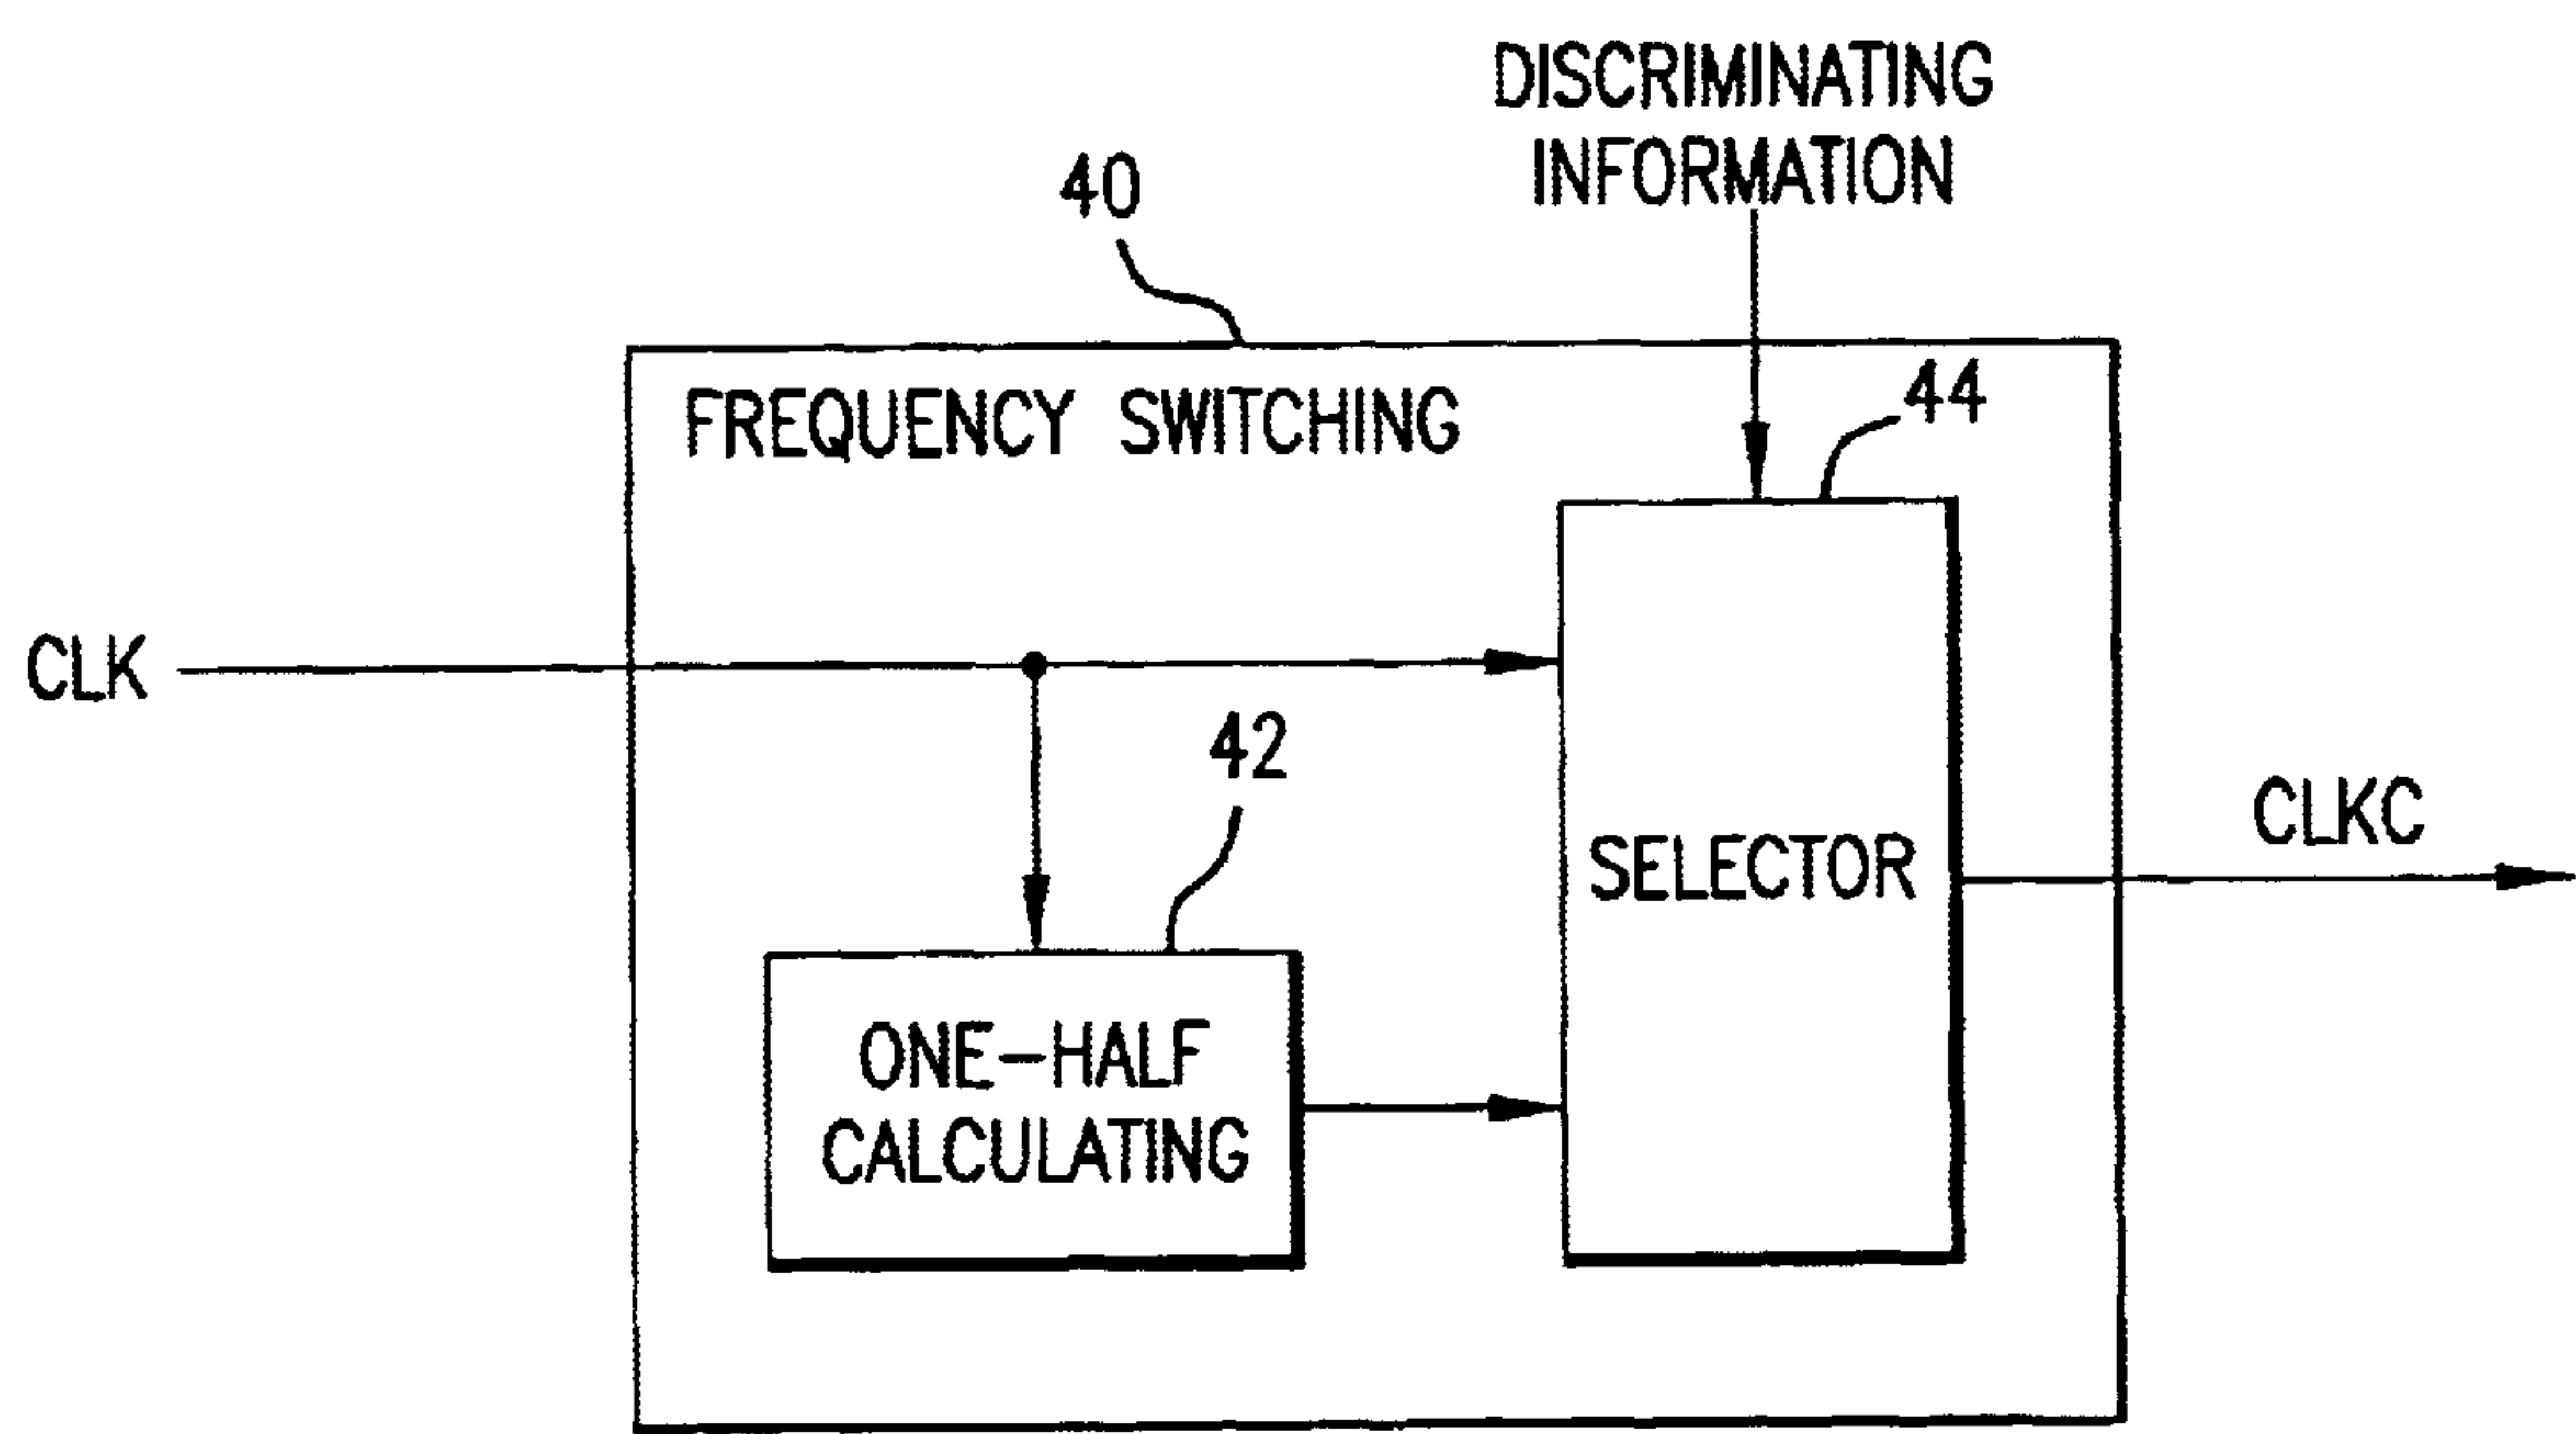 DISCRIMINATING
INFORMATION
40
FREQUENCY SWITCHING
44
CLK
42
SELECTOR
CLKC
ONE-HALF
CALCULATING